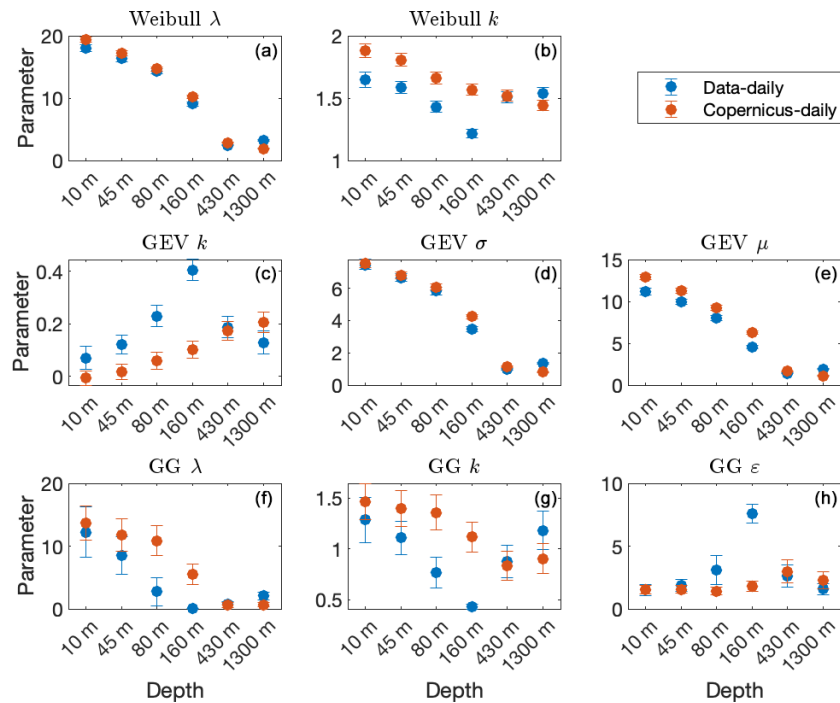 Weibull λ
Weibull k
(a)
(b)
Parameter
20
10
0
2
1.5
1
10 m
45 m
80 m
160 m
430 m
1300 m
10 m
45 m
80 m
160 m
430 m
1300 m
Data-daily
Copernicus-daily
GEV k
GEV σ
GEV μ
(c)
(d)
(e)
Parameter
0.4
0.2
0
6
4
2
0
15
10
5
0
10 m
45 m
80 m
160 m
430 m
1300 m
10 m
45 m
80 m
160 m
430 m
1300 m
10 m
45 m
80 m
160 m
430 m
1300 m
GG λ
GG k
GG ε
(f)
(g)
(h)
Parameter
20
10
0
1.5
1
0.5
10
5
0
10 m
45 m
80 m
160 m
430 m
1300 m
10 m
45 m
80 m
160 m
430 m
1300 m
10 m
45 m
80 m
160 m
430 m
1300 m
Depth
Depth
Depth